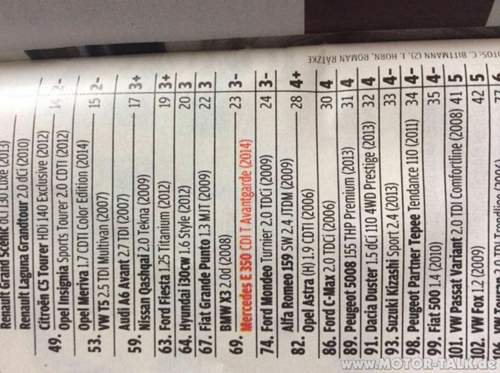 Renault Grand Scénic dCi 130 Luxe (2013)
Renault Laguna Grandtour 2.0 dCi (2010)
Citroën C5 Tourer HDi 140 Exclusive (2012)
49. Opel Insignia Sports Tourer 2.0 CDTI (2012) 14 2-
Opel Meriva 1.7 CDTI Color Edition (2014)
53. VW T5 2.5 TDI Multivan (2007) 15 2-
Audi A6 Avant 2.7 TDI (2007)
59. Nissan Qashqai 2.0 Tekna (2009) 17 3+
63. Ford Fiesta 1.25 Titanium (2012) 19 3+
64. Hyundai i30cw 1.6 Style (2012) 20 3
67. Fiat Grande Punto 1.3 MJT (2009) 22 3
BMW X3 2.0d (2008)
69. Mercedes E 350 CDI T Avantgarde (2014) 23 3-
74. Ford Mondeo Turnier 2.0 TDCi (2009) 24 3-
Alfa Romeo 159 SW 2.4 JTDM (2009)
82. Opel Astra (H) 1.9 CDTI (2006) 28 4+
86. Ford C-Max 2.0 TDCi (2006) 30 4
89. Peugeot 5008 155 THP Premium (2013) 31 4
91. Dacia Duster 1.5 dCi 110 4WD Prestige (2013) 32 4
93. Suzuki Kizashi Sport 2.4 (2013) 33 4-
98. Peugeot Partner Tepee Tendance 110 (2011) 34 4-
99. Fiat 500 1.4 (2010) 35 4-
101. VW Passat Variant 2.0 TDI Comfortline (2008) 41 5
102. VW Fox 1.2 (2009) 42 5
BITTMANN (2), J. HORN, ROMAN RÄTZKE
www.MOTOR-TALK.de